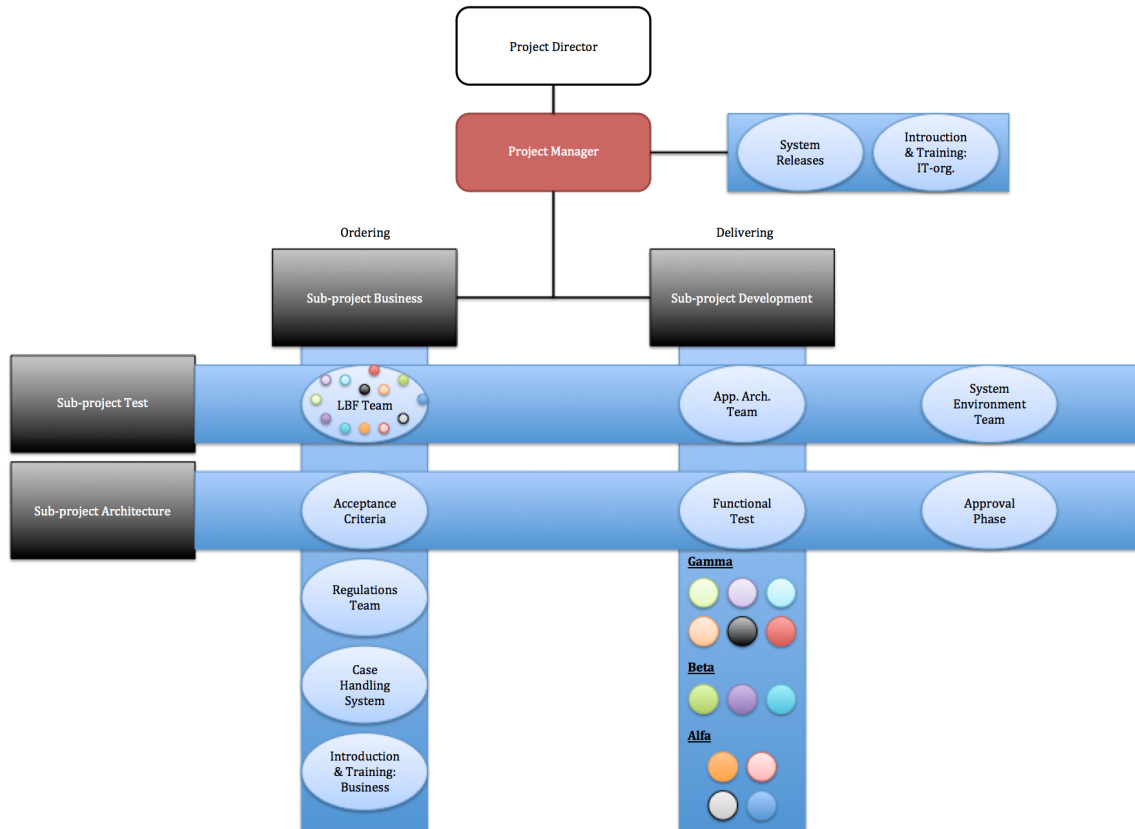 Project Director
Project Manager
System
Releases
Introuction
& Training:
IT-org.
Ordering
Delivering
Sub-project Business
Sub-project Development
Sub-project Test
LBF Team
App. Arch.
Team
System
Environment
Team
Sub-project Architecture
Acceptance
Criteria
Functional
Test
Approval
Phase
Gamma
Regulations
Team
Beta
Case
Handling
System
Alfa
Introduction
& Training:
Business